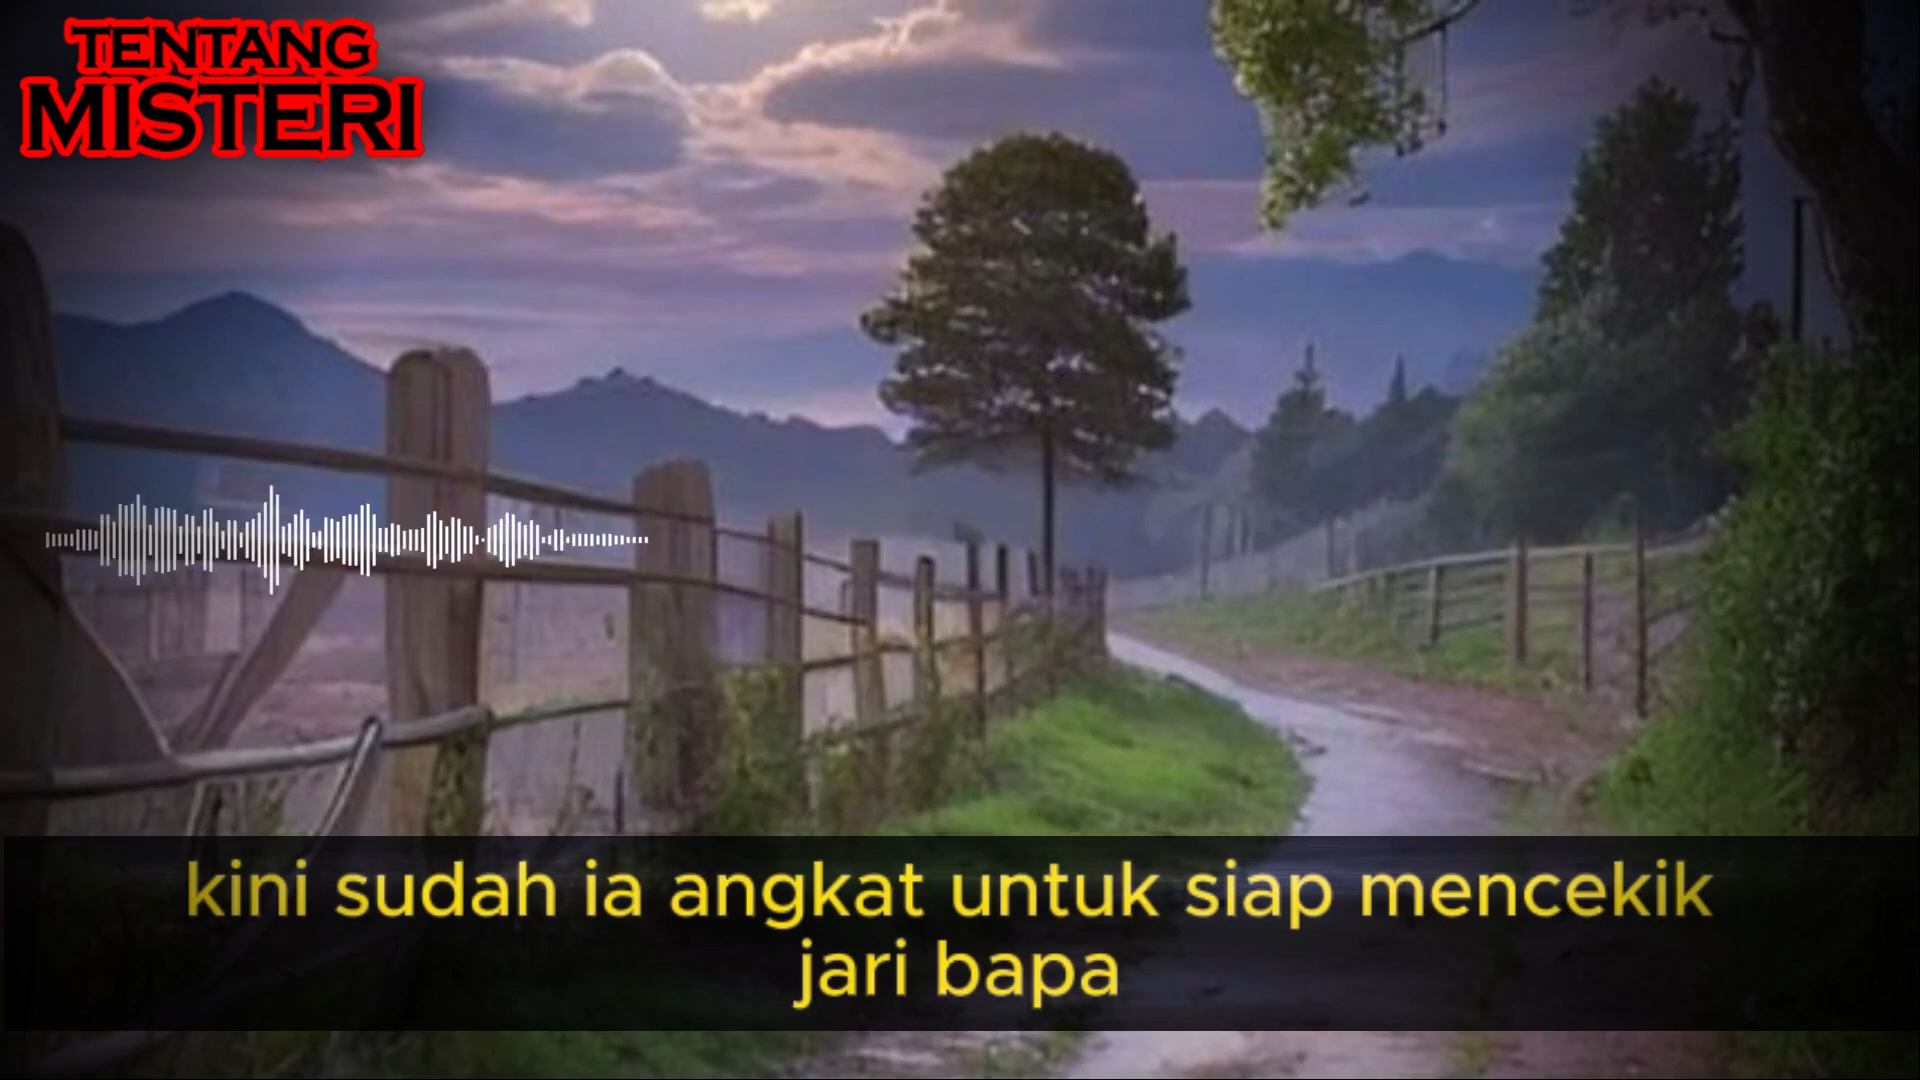 TENTANG
MISTERI
kini sudah ia angkat untuk siap mencekik
jari bapa